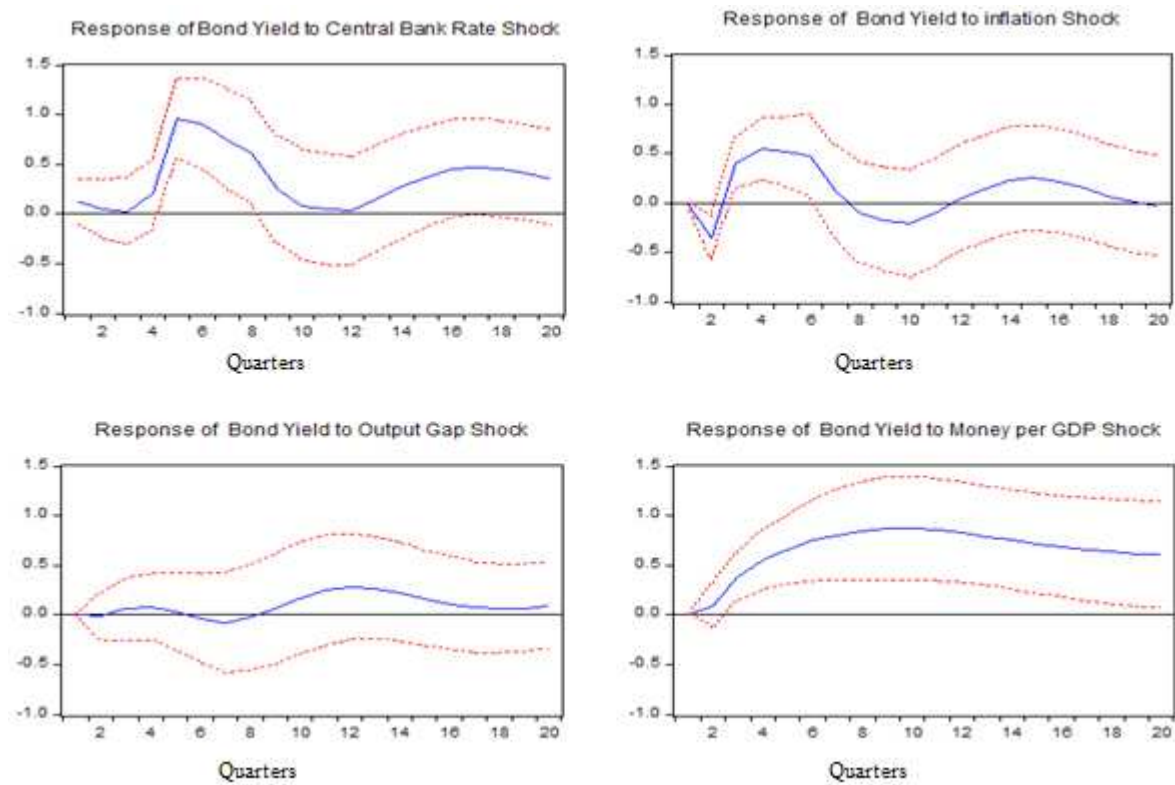 Response of Bond Yield to Central Bank Rate Shock
1.5
1.0
0.5
0.0
-0.5
-1.0
2 4 6 8 10 12 14 16 18 20
Quarters
Response of Bond Yield to inflation Shock
1.5
1.0
0.5
0.0
-0.5
-1.0
2 4 6 8 10 12 14 16 18 20
Quarters
Response of Bond Yield to Output Gap Shock
1.5
1.0
0.5
0.0
-0.5
-1.0
2 4 6 8 10 12 14 16 18 20
Quarters
Response of Bond Yield to Money per GDP Shock
1.5
1.0
0.5
0.0
-0.5
-1.0
2 4 6 8 10 12 14 16 18 20
Quarters